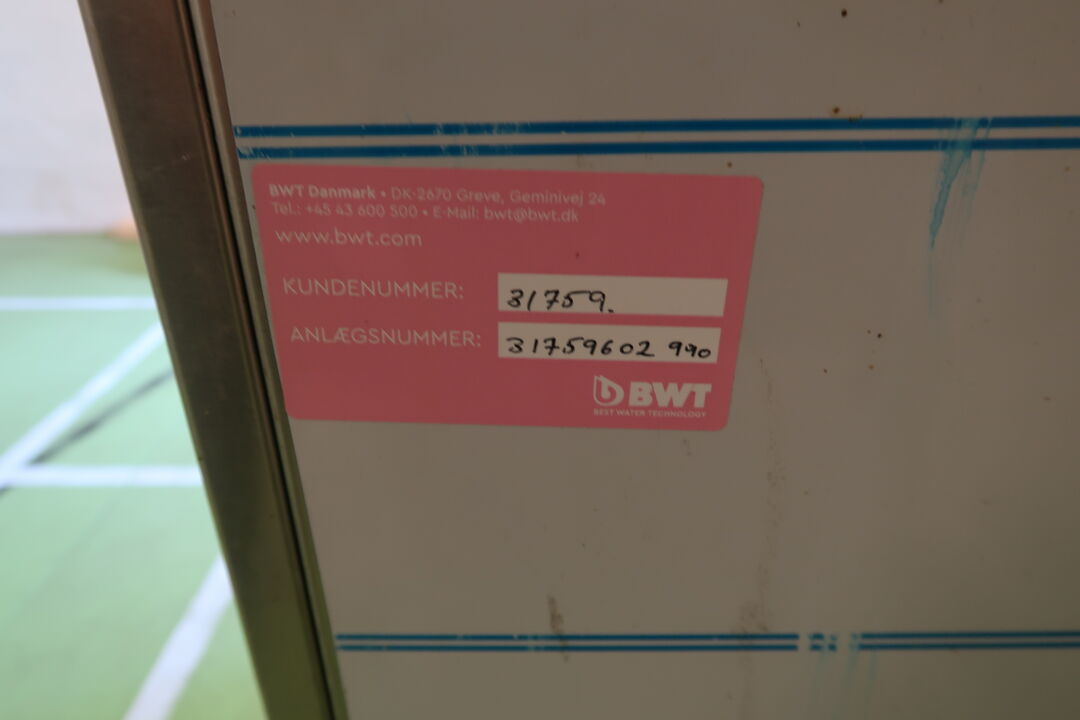 BWT Danmark • DK-2670 Greve, Geminivej 24
Tel.: +45 43 600 500 • E-Mail: bwt@bwt.dk
www.bwt.com
KUNDENUMMER: 31759.
ANLÆGSNUMMER: 31759602 990
BWT
BEST WATER TECHNOLOGY